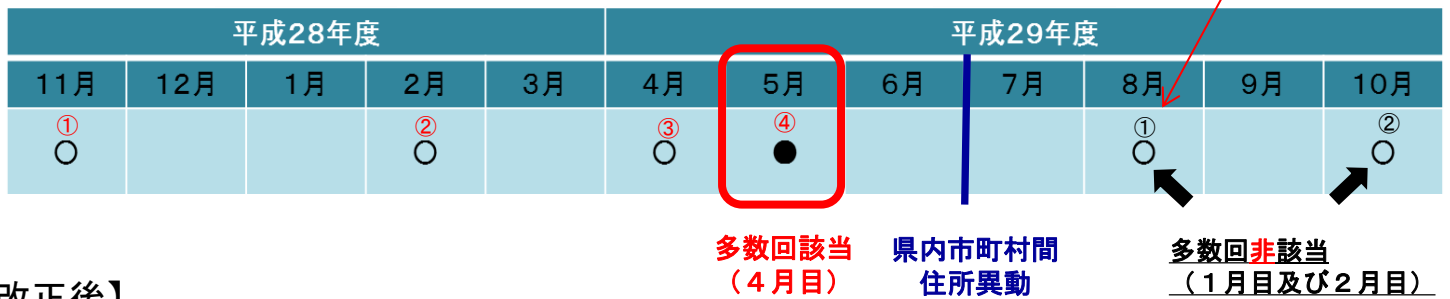 平成28年度 平成29年度
11月 12月 1月 2月 3月 4月 5月 6月 7月 8月 9月 10月
① ② ③ ④ ① ②
○ ○ ○ ● ○ ○
多数回該当 県内市町村間 多数回非該当
（4月目） 住所異動 （1月目及び2月目）
改正後】